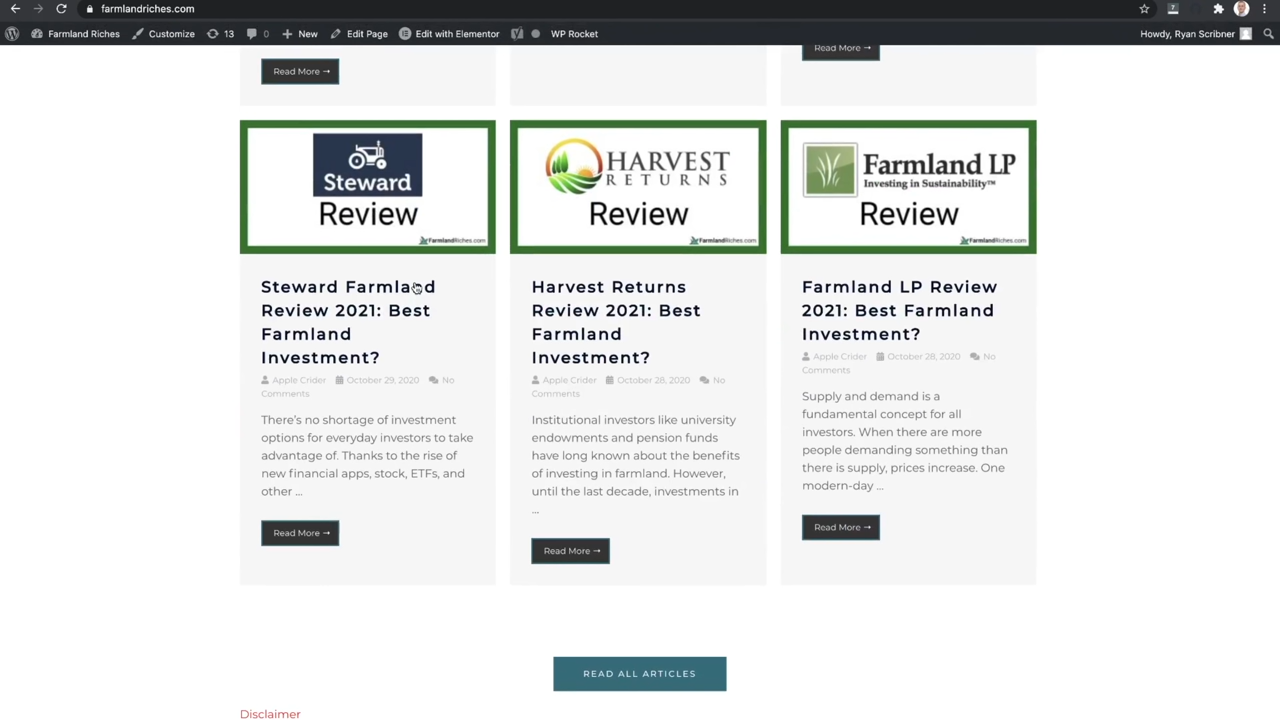 farmlandriches.com
Farmland Riches Customize 13 0 New Edit Page Edit with Elementor WP Rocket Howdy, Ryan Scribner
Read More →
Read More →
Steward
Review
FarmlandRiches.com
HARVEST
RETURNS
Review
FarmlandRiches.com
Farmland LP
Investing in Sustainability™
Review
FarmlandRiches.com
Steward Farmland
Review 2021: Best
Farmland
Investment?
Apple Crider October 29, 2020 No
Comments
There’s no shortage of investment
options for everyday investors to take
advantage of. Thanks to the rise of
new financial apps, stock, ETFs, and
other ...
Read More →
Harvest Returns
Review 2021: Best
Farmland
Investment?
Apple Crider October 28, 2020 No
Comments
Institutional investors like university
endowments and pension funds
have long known about the benefits
of investing in farmland. However,
until the last decade, investments in
...
Read More →
Farmland LP Review
2021: Best Farmland
Investment?
Apple Crider October 28, 2020 No
Comments
Supply and demand is a
fundamental concept for all
investors. When there are more
people demanding something than
there is supply, prices increase. One
modern-day ...
Read More →
READ ALL ARTICLES
Disclaimer